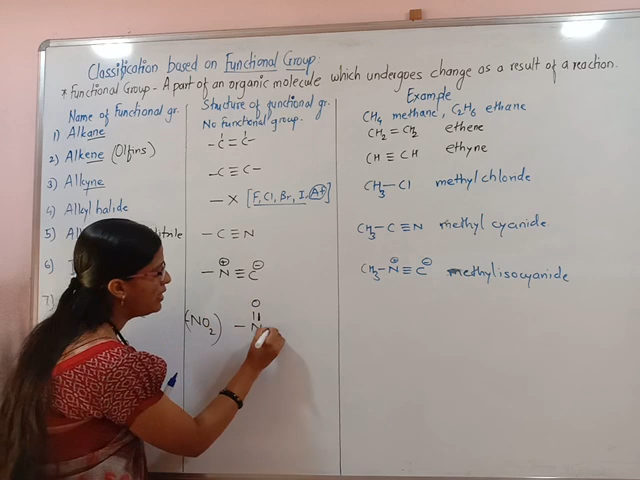 Classification based on Functional Group:
* Functional Group - A part of an organic molecule which undergoes change as a result of a reaction.
Name of Functional gr. Structure of functional gr. Example
1) Alkane No functional group. CH4 methane, C2H6 ethane
2) Alkene (Olfins) -C=C- CH2=CH2 ethene
3) Alkyne -C≡C- CH≡CH ethyne
4) Alkyl halide -X [F, Cl, Br, I, At] CH3-Cl methyl chloride
5) -C≡N CH3-C≡N methyl cyanide
6) -N⊕≡C⊖ CH3-N⊕≡C⊖ methylisocyanide
7) (-NO2) O
||
-N